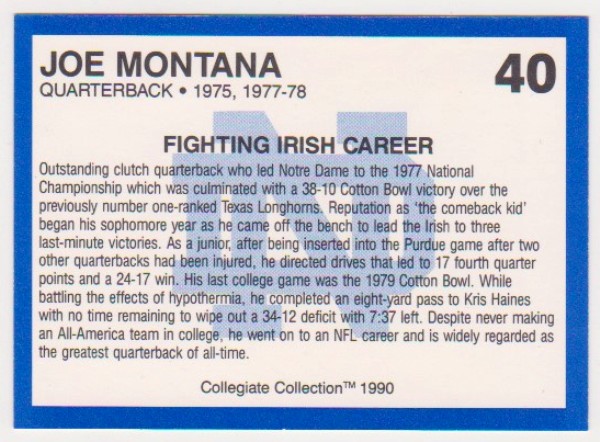 JOE MONTANA
40
QUARTERBACK • 1975, 1977-78
FIGHTING IRISH CAREER
Outstanding clutch quarterback who led Notre Dame to the 1977 National
Championship which was culminated with a 38-10 Cotton Bowl victory over the
previously number one-ranked Texas Longhorns. Reputation as 'the comeback kid'
began his sophomore year as he came off the bench to lead the Irish to three
last-minute victories. As a junior, after being inserted into the Purdue game after two
other quarterbacks had been injured, he directed drives that led to 17 fourth quarter
points and a 24-17 win. His last college game was the 1979 Cotton Bowl. While
battling the effects of hypothermia, he completed an eight-yard pass to Kris Haines
with no time remaining to wipe out a 34-12 deficit with 7:37 left. Despite never making
an All-America team in college, he went on to an NFL career and is widely regarded as
the greatest quarterback of all-time.
Collegiate Collection™ 1990